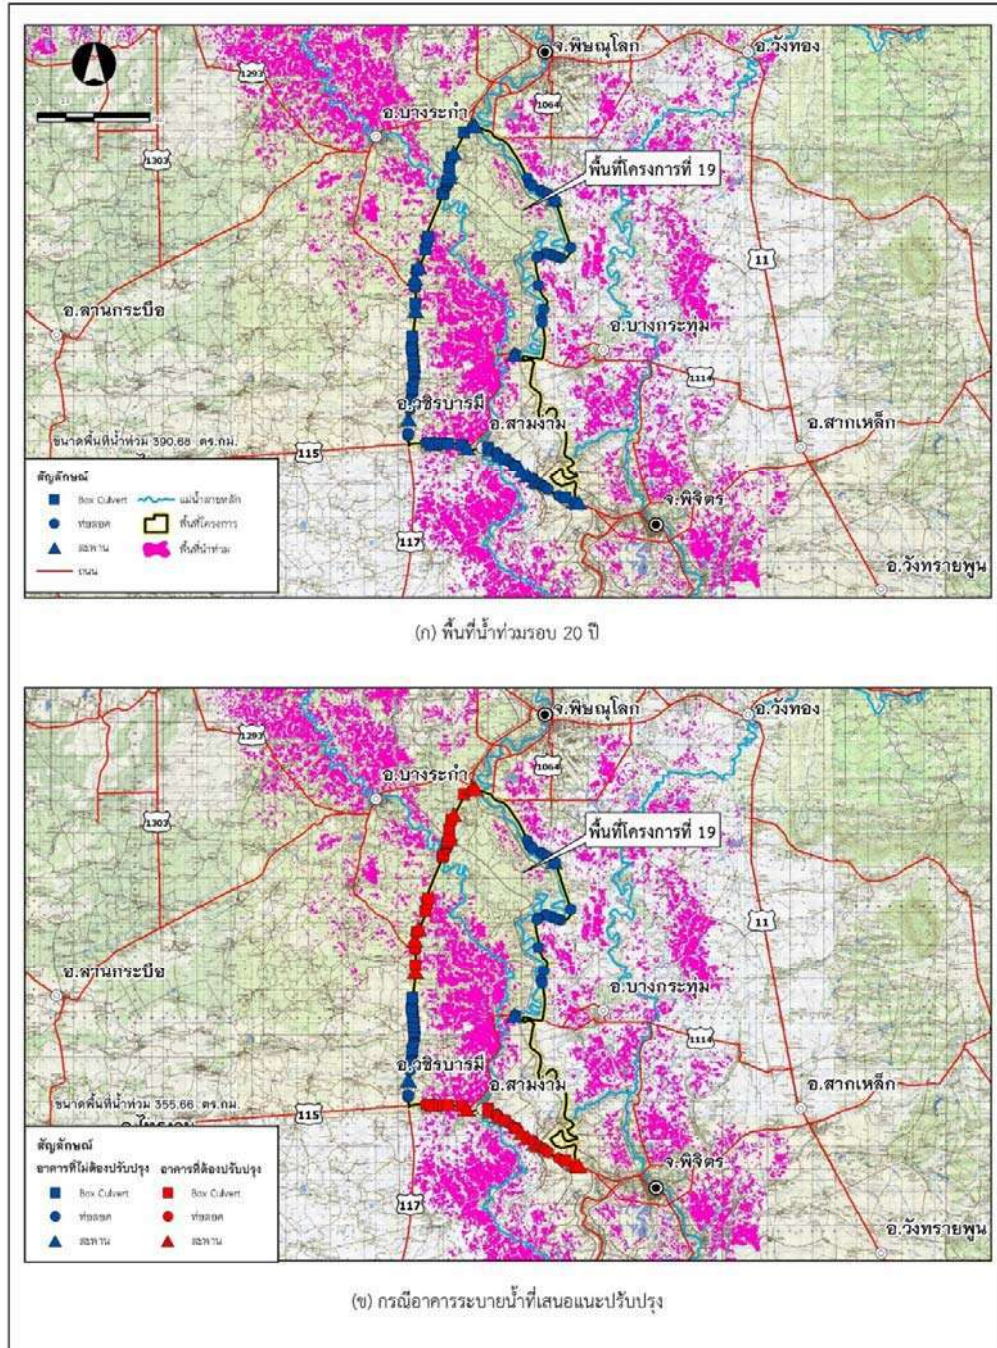 จ.พิษณุโลก
อ.วังทอง
1293
1064
อ.บางระกำ
1303
พื้นที่โครงการที่ 19
11
อ.ลานกระบือ
อ.บางกระทุ่ม
1114
อ.วชิรบารมี
อ.สามงาม
อ.สากเหล็ก
ขนาดพื้นที่น้ำท่วม 390.68 ตร.กม.
115
สัญลักษณ์
Box Culvert
แม่น้ำสายหลัก
ท่อลอด
พื้นที่โครงการ
สะพาน
พื้นที่น้ำท่วม
ถนน
117
จ.พิจิตร
อ.วังทรายพูน
(ก) พื้นที่น้ำท่วมรอบ 20 ปี
จ.พิษณุโลก
อ.วังทอง
1293
1064
อ.บางระกำ
1303
พื้นที่โครงการที่ 19
11
อ.ลานกระบือ
อ.บางกระทุ่ม
1114
อ.วชิรบารมี
อ.สามงาม
อ.สากเหล็ก
ขนาดพื้นที่น้ำท่วม 355.66 ตร.กม.
115
สัญลักษณ์
อาคารที่ไม่ต้องปรับปรุง อาคารที่ต้องปรับปรุง
Box Culvert Box Culvert
ท่อลอด ท่อลอด
สะพาน สะพาน
117
จ.พิจิตร
อ.วังทรายพูน
(ข) กรณีอาคารระบายน้ำที่เสนอแนะปรับปรุง